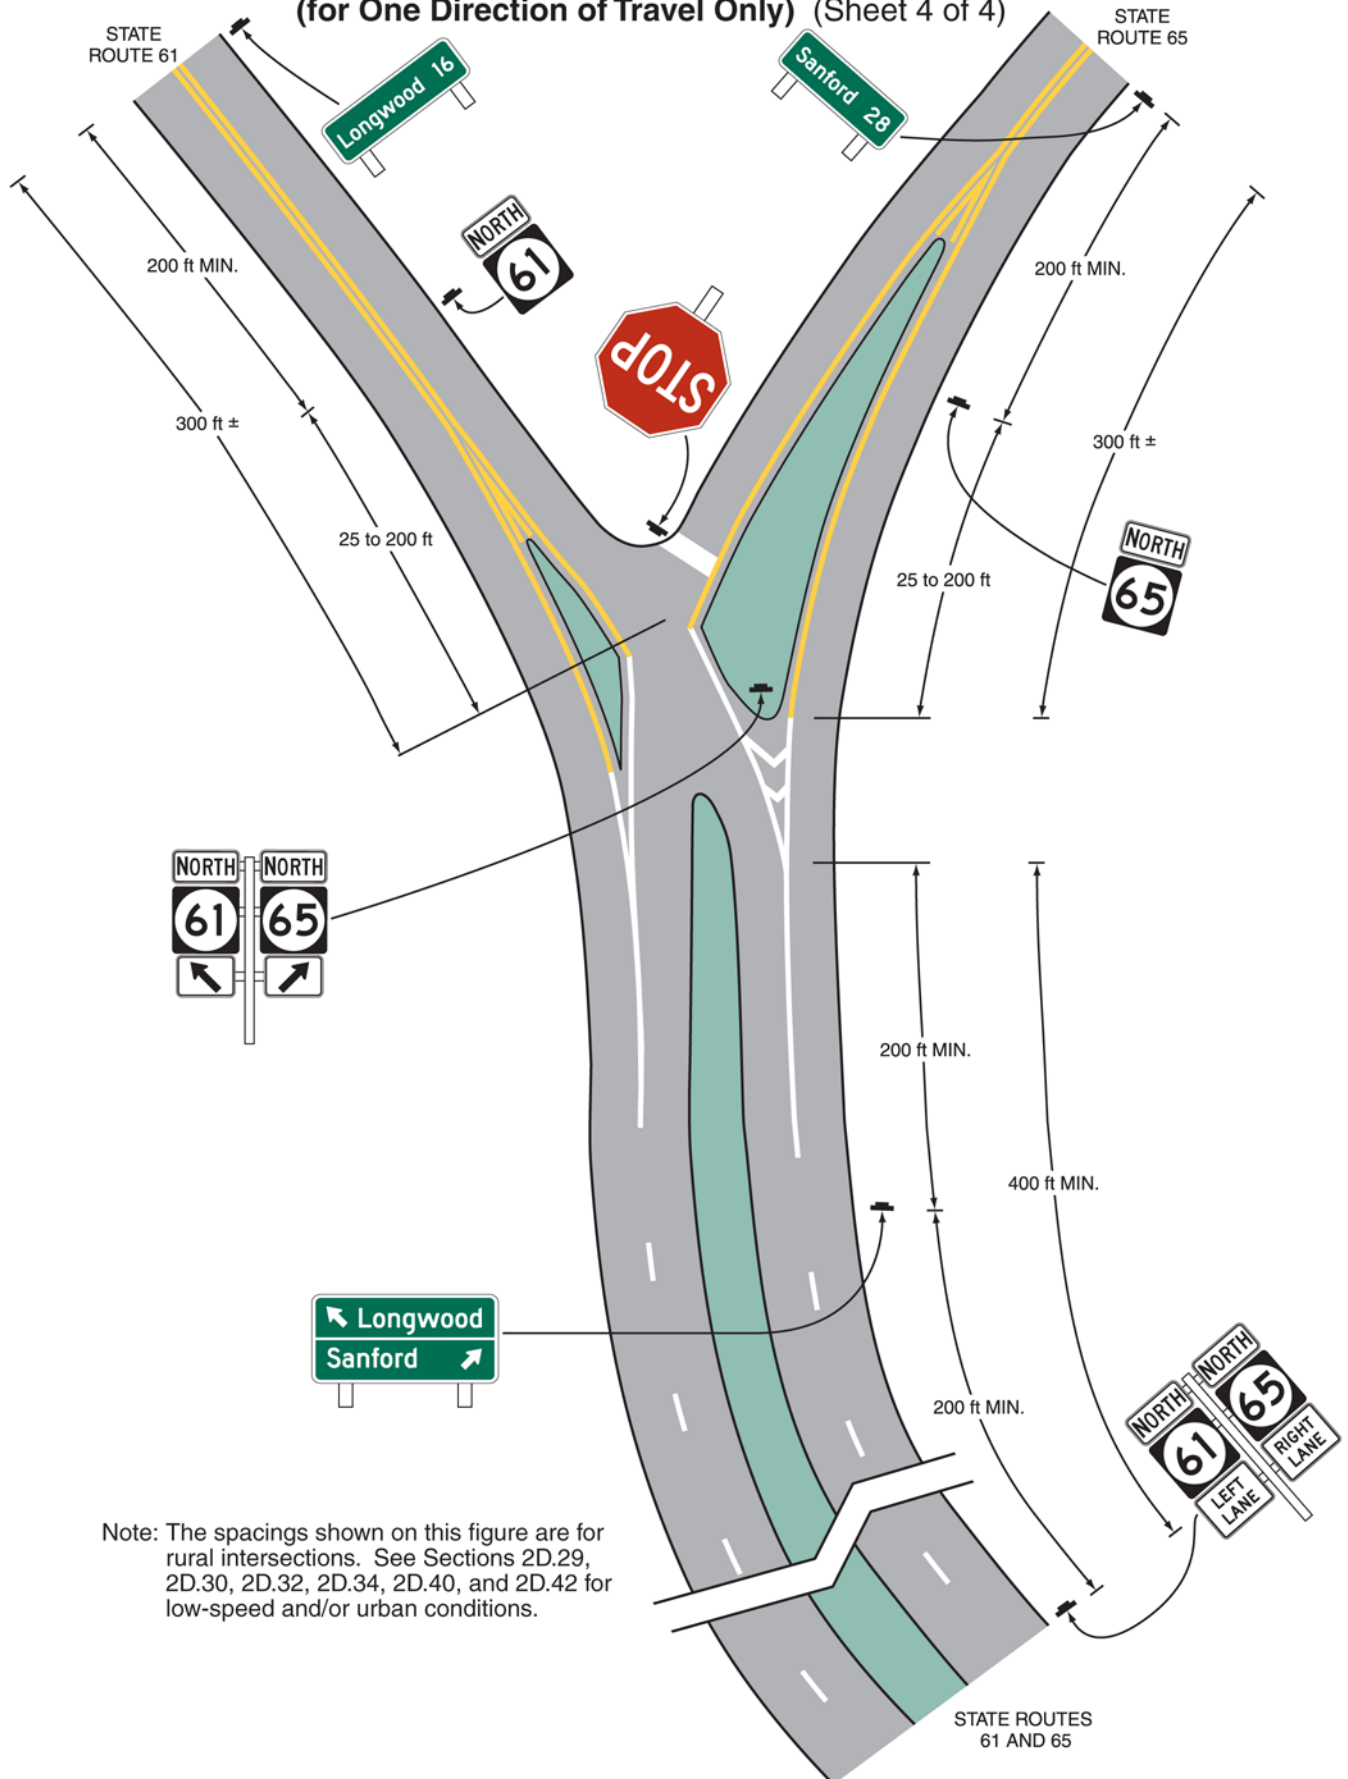 (for One Direction of Travel Only) (Sheet 4 of 4)
STATE
ROUTE 61
STATE
ROUTE 65
Longwood 16
Sanford 28
NORTH
61
200 ft MIN.
200 ft MIN.
STOP
300 ft ±
300 ft ±
25 to 200 ft
25 to 200 ft
NORTH
65
NORTH NORTH
61 65
200 ft MIN.
400 ft MIN.
Longwood
Sanford
200 ft MIN.
NORTH
65
RIGHT
LANE
NORTH
61
LEFT
LANE
Note: The spacings shown on this figure are for
rural intersections. See Sections 2D.29,
2D.30, 2D.32, 2D.34, 2D.40, and 2D.42 for
low-speed and/or urban conditions.
STATE ROUTES
61 AND 65